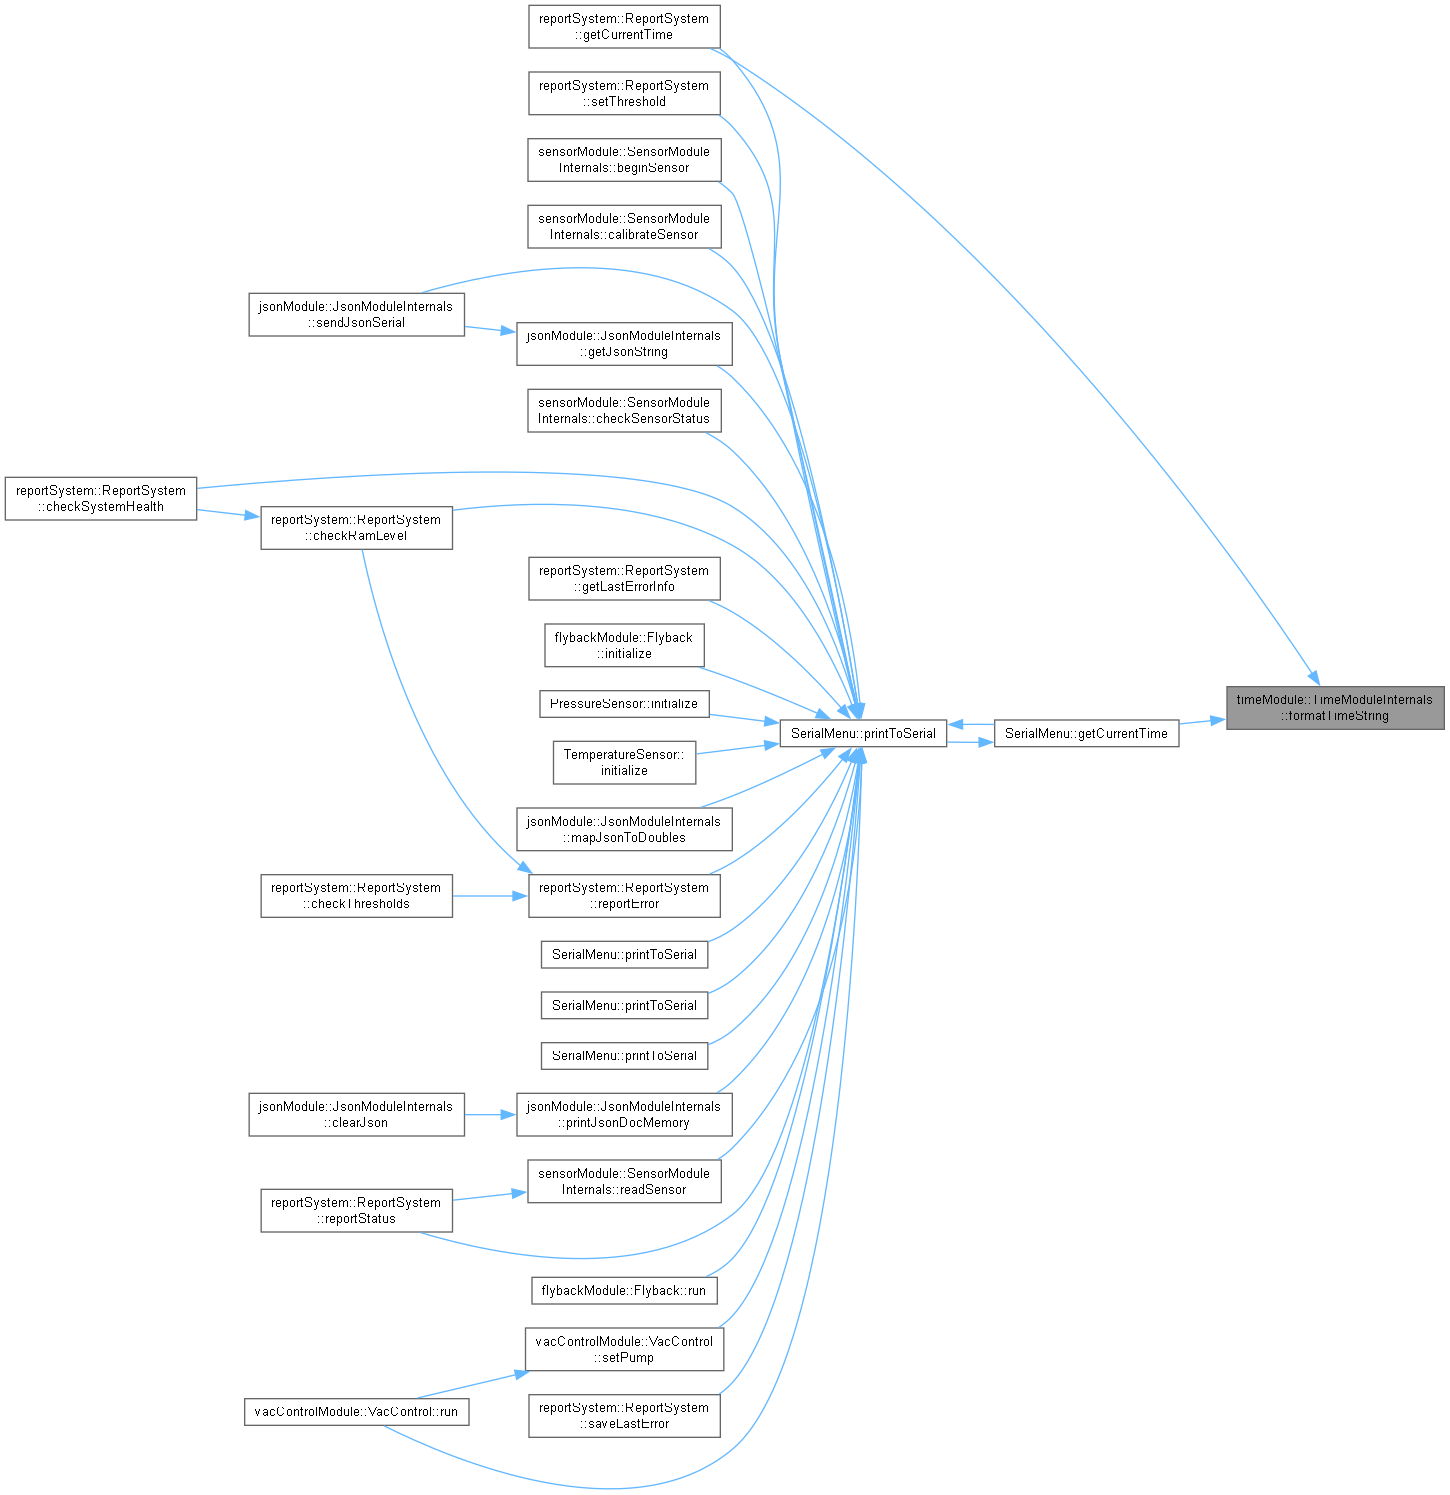 reportSystem::ReportSystem
::getCurrentTime
reportSystem::ReportSystem
::setThreshold
sensorModule::SensorModule
Internals::beginSensor
sensorModule::SensorModule
Internals::calibrateSensor
jsonModule::JsonModuleInternals
::sendJsonSerial
jsonModule::JsonModuleInternals
::getJsonString
sensorModule::SensorModule
Internals::checkSensorStatus
reportSystem::ReportSystem
::checkSystemHealth
reportSystem::ReportSystem
::checkRamLevel
reportSystem::ReportSystem
::getLastErrorInfo
flybackModule::Flyback
::initialize
PressureSensor::initialize
timeModule::TimeModuleInternals
::formatTimeString
SerialMenu::printToSerial
SerialMenu::getCurrentTime
TemperatureSensor::
initialize
jsonModule::JsonModuleInternals
::mapJsonToDoubles
reportSystem::ReportSystem
::checkThresholds
reportSystem::ReportSystem
::reportError
SerialMenu::printToSerial
SerialMenu::printToSerial
SerialMenu::printToSerial
jsonModule::JsonModuleInternals
::clearJson
jsonModule::JsonModuleInternals
::printJsonDocMemory
sensorModule::SensorModule
Internals::readSensor
reportSystem::ReportSystem
::reportStatus
flybackModule::Flyback::run
vacControlModule::VacControl
::setPump
vacControlModule::VacControl::run
reportSystem::ReportSystem
::saveLastError